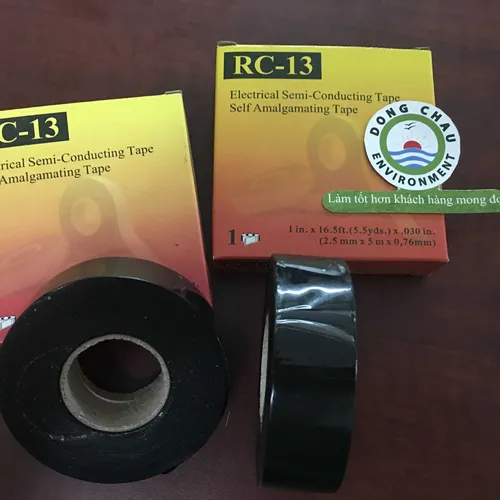 C-13
rical Semi-Conducting Tape
Amalgamating Tape
RC-13
Electrical Semi-Conducting Tape
Self Amalgamating Tape
DONG CHAU
ENVIRONMENT
Làm tốt hơn khách hàng mong đợ
1 in. x 16.5ft.(5.5yds.) x .030 in.
(2.5 mm x 5 m x 0,76mm)
1